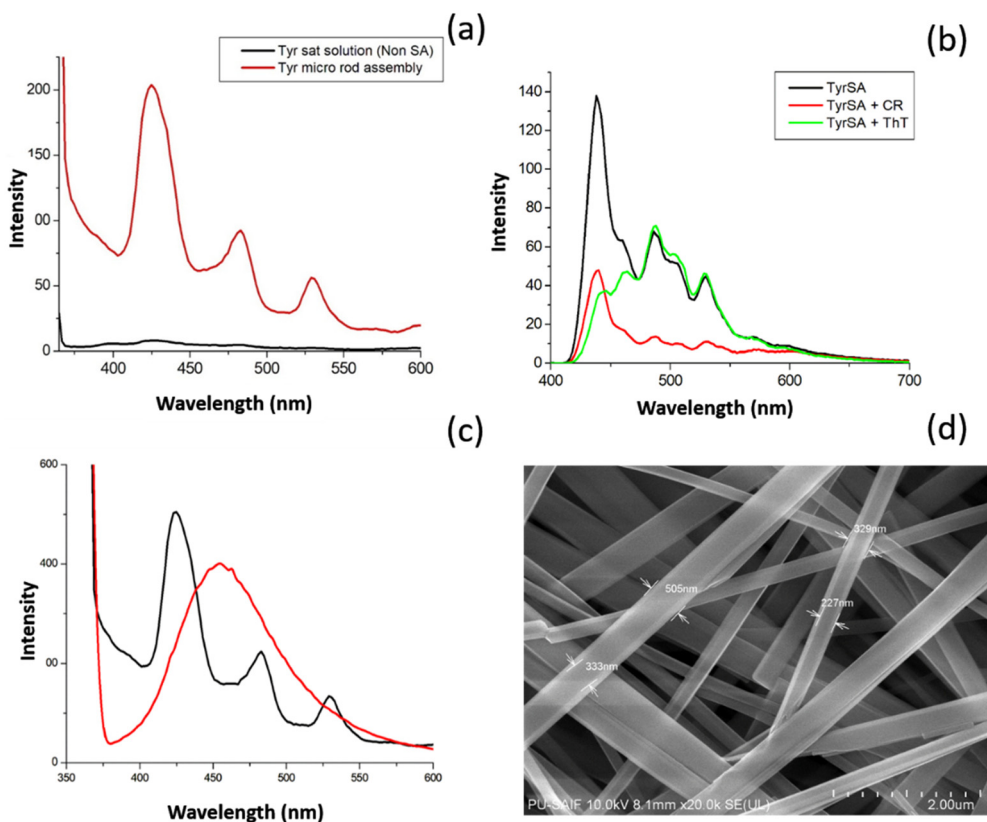 (a)
Tyr sat solution (Non SA)
Tyr micro rod assembly
200
150
00
50
0
Intensity
400 450 500 550 600
Wavelength (nm)
(b)
TyrSA
TyrSA + CR
TyrSA + ThT
140
120
100
80
60
40
20
0
Intensity
400 500 600 700
Wavelength (nm)
(c)
600
400
00
0
Intensity
350 400 450 500 550 600
Wavelength (nm)
(d)
329nm
505nm
227nm
333nm
PU-SAIF 10.0kV 8.1mm x20.0k SE(UL) 2.00um